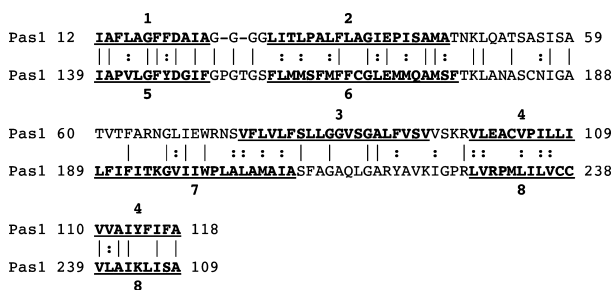 1 2
Pas1 12 IAFLAGFFDAIAG-G-GGLITLPALFLAGIEPISAMATNKLQATSASISA 59
Pas1 139 IAPVLGFYDGIFGPGTGSFLMMSFMFFCGLEMMQAMSFTKLANASCNIGA 188
5 6
3 4
Pas1 60 TVTFARNGLIEWRNSVFLVLFSLLGGVSGALFVSVVSKRVLEACVPILLI 109
Pas1 189 LFIFITKGVIIWPLALAMAIASFAGAQLGARYAVKIGPRLVRPMLILVCC 238
7 8
4
Pas1 110 VVAIYFIFA 118
Pas1 239 VLAIKLISA 109
8